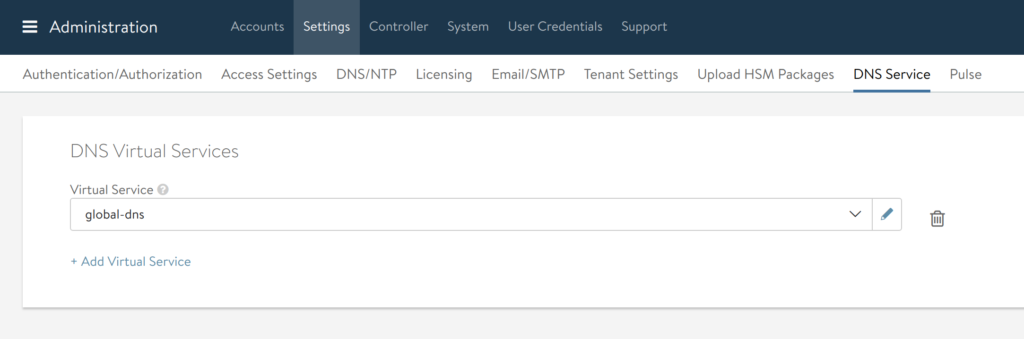 Administration Accounts Settings Controller System User Credentials Support
Authentication/Authorization Access Settings DNS/NTP Licensing Email/SMTP Tenant Settings Upload HSM Packages DNS Service Pulse
DNS Virtual Services
Virtual Service ?
global-dns
+ Add Virtual Service